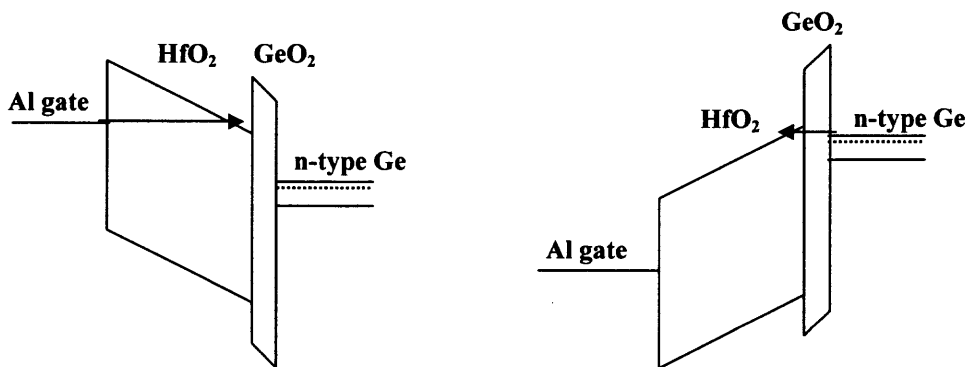 HfO₂ GeO₂
Al gate
n-type Ge
GeO₂
HfO₂ n-type Ge
Al gate